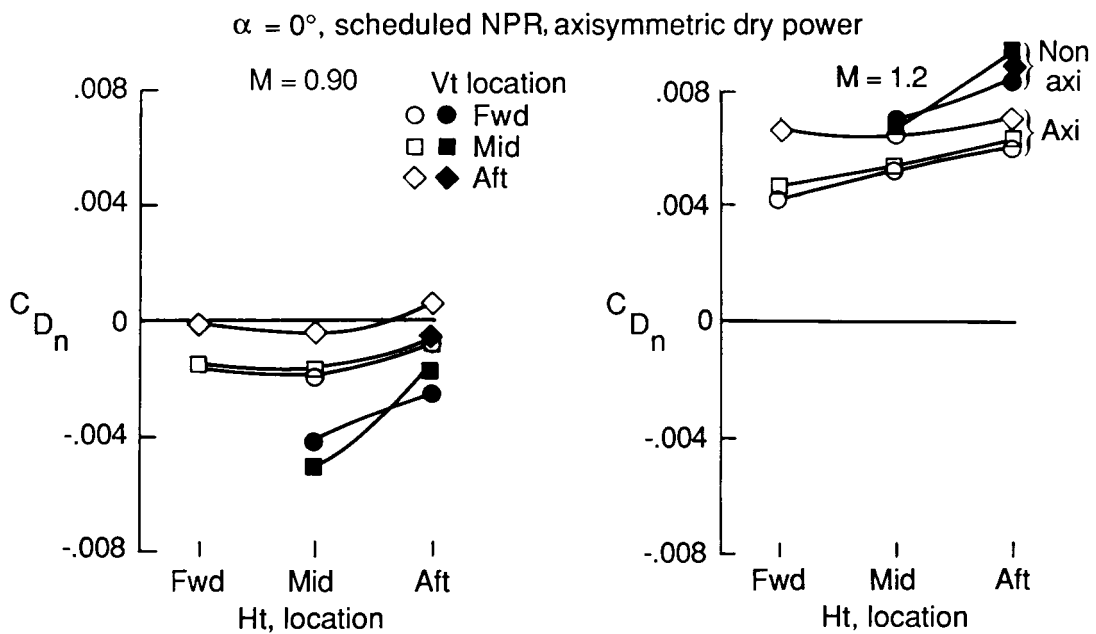 α = 0°, scheduled NPR, axisymmetric dry power
M = 0.90
Vt location
Fwd
Mid
Aft
.008
.004
0
-.004
-.008
C_Dn
Fwd Mid Aft
Ht, location
M = 1.2
Non
axi
Axi
.008
.004
0
-.004
-.008
C_Dn
Fwd Mid Aft
Ht, location